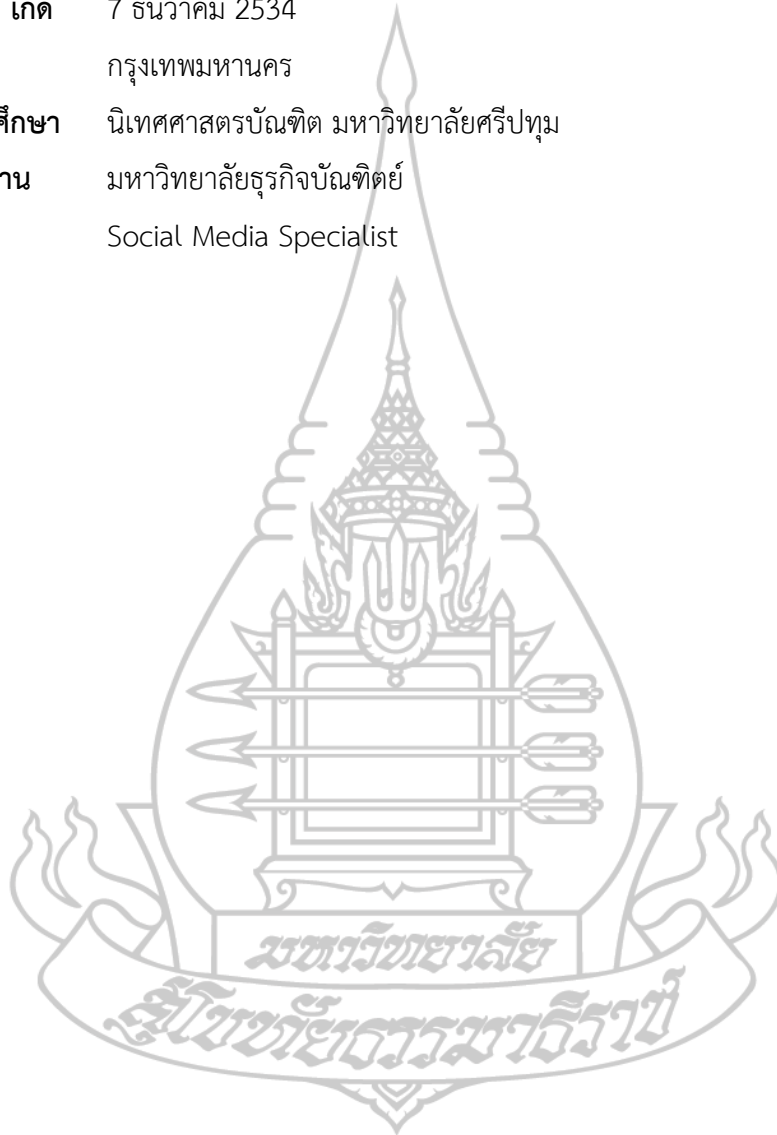 เกิด 7 ธันวาคม 2534
กรุงเทพมหานคร
ศึกษา นิเทศศาสตรบัณฑิต มหาวิทยาลัยศรีปทุม
าน มหาวิทยาลัยธุรกิจบัณฑิตย์
Social Media Specialist
มหาวิทยาลัย
สุโขทัยธรรมาธิราช